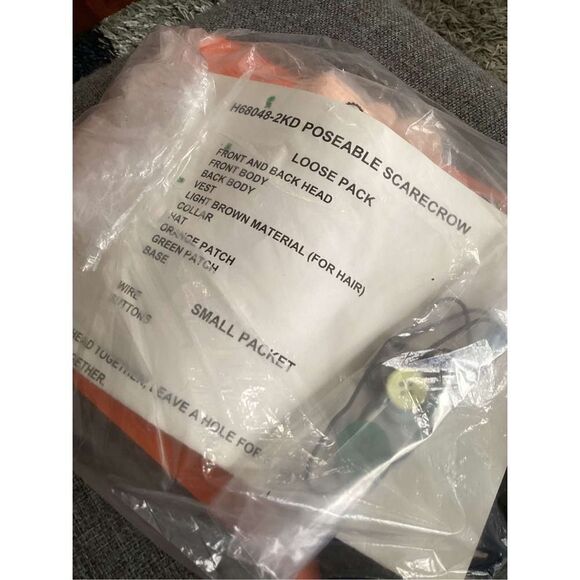 H68048-2KD POSEABLE SCARECROW
LOOSE PACK
FRONT AND BACK HEAD
FRONT BODY
BACK BODY
VEST
LIGHT BROWN MATERIAL (FOR HAIR)
COLLAR
HAT
ORANGE PATCH
GREEN PATCH
BASE
SMALL PACKET
WIRE
BUTTONS
HEAD TOGETHER, LEAVE A HOLE FOR